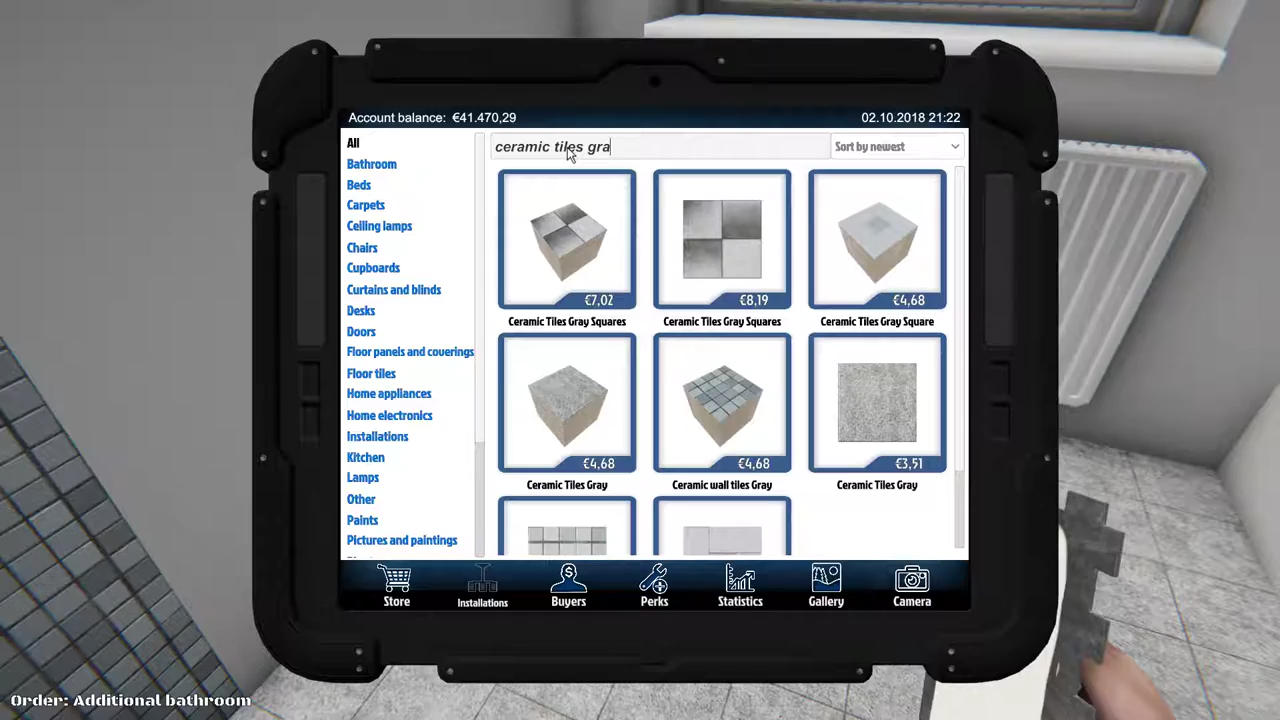 Account balance: €41.470,29
02.10.2018 21:22
All
Bathroom
Beds
Carpets
Ceiling lamps
Chairs
Cupboards
Curtains and blinds
Desks
Doors
Floor panels and coverings
Floor tiles
Home appliances
Home electronics
Installations
Kitchen
Lamps
Other
Paints
Pictures and paintings
ceramic tiles gra
Sort by newest
€7,02
€8,19
€4,68
Ceramic Tiles Gray Squares
Ceramic Tiles Gray Squares
Ceramic Tiles Gray Square
€4,68
€4,68
€3,51
Ceramic Tiles Gray
Ceramic wall tiles Gray
Ceramic Tiles Gray
Store
Installations
Buyers
Perks
Statistics
Gallery
Camera
Order: Additional bathroom